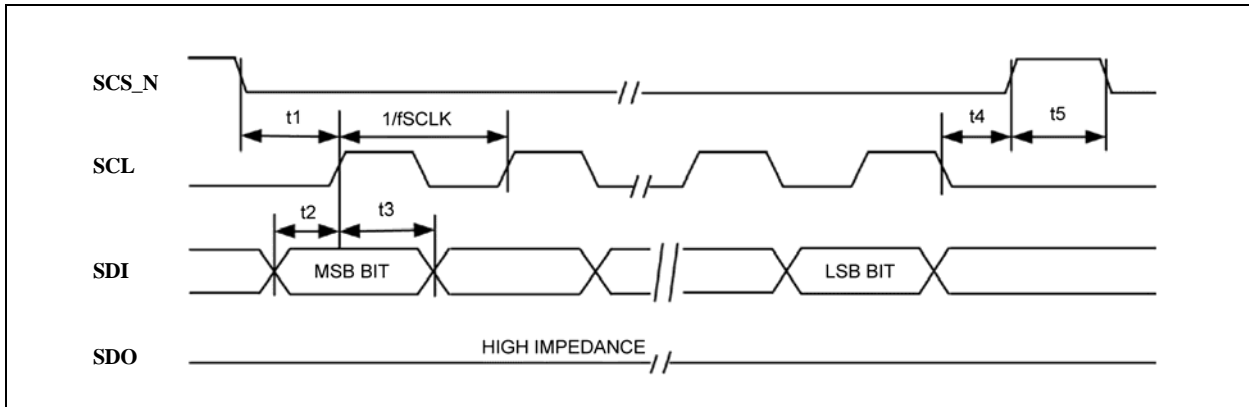 SCS_N
t1
1/fSCLK
t4
t5
SCL
t2
t3
SDI
MSB BIT
LSB BIT
SDO
HIGH IMPEDANCE